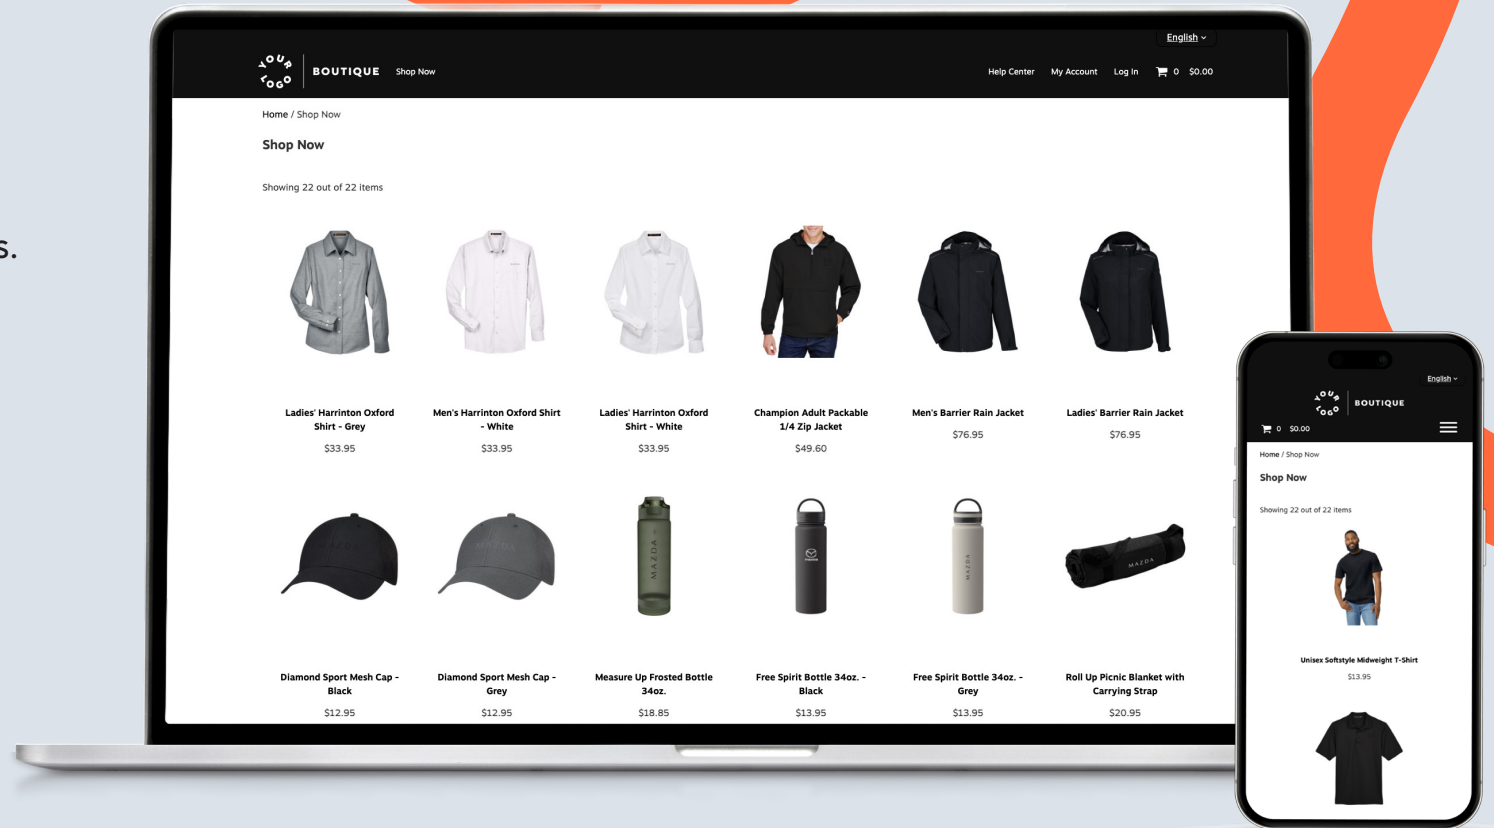 s.
English
YOUR LOGO
BOUTIQUE
Shop Now
Help Center
My Account
Log In
0
$0.00
Home / Shop Now
Shop Now
Showing 22 out of 22 items
Ladies' Harrinton Oxford
Shirt - Grey
$33.95
Men's Harrinton Oxford Shirt
- White
$33.95
Ladies' Harrinton Oxford
Shirt - White
$33.95
Champion Adult Packable
1/4 Zip Jacket
$49.60
Men's Barrier Rain Jacket
$76.95
Ladies' Barrier Rain Jacket
$76.95
MAZDA
MAZDA
MAZDA
mazda
MAZDA
MAZDA
Diamond Sport Mesh Cap -
Black
$12.95
Diamond Sport Mesh Cap -
Grey
$12.95
Measure Up Frosted Bottle
34oz.
$18.85
Free Spirit Bottle 34oz. -
Black
$13.95
Free Spirit Bottle 34oz. -
Grey
$13.95
Roll Up Picnic Blanket with
Carrying Strap
$20.95
English
YOUR LOGO
BOUTIQUE
0 $0.00
Home / Shop Now
Shop Now
Showing 22 out of 22 items
Unisex Softstyle Midweight T-Shirt
$13.95